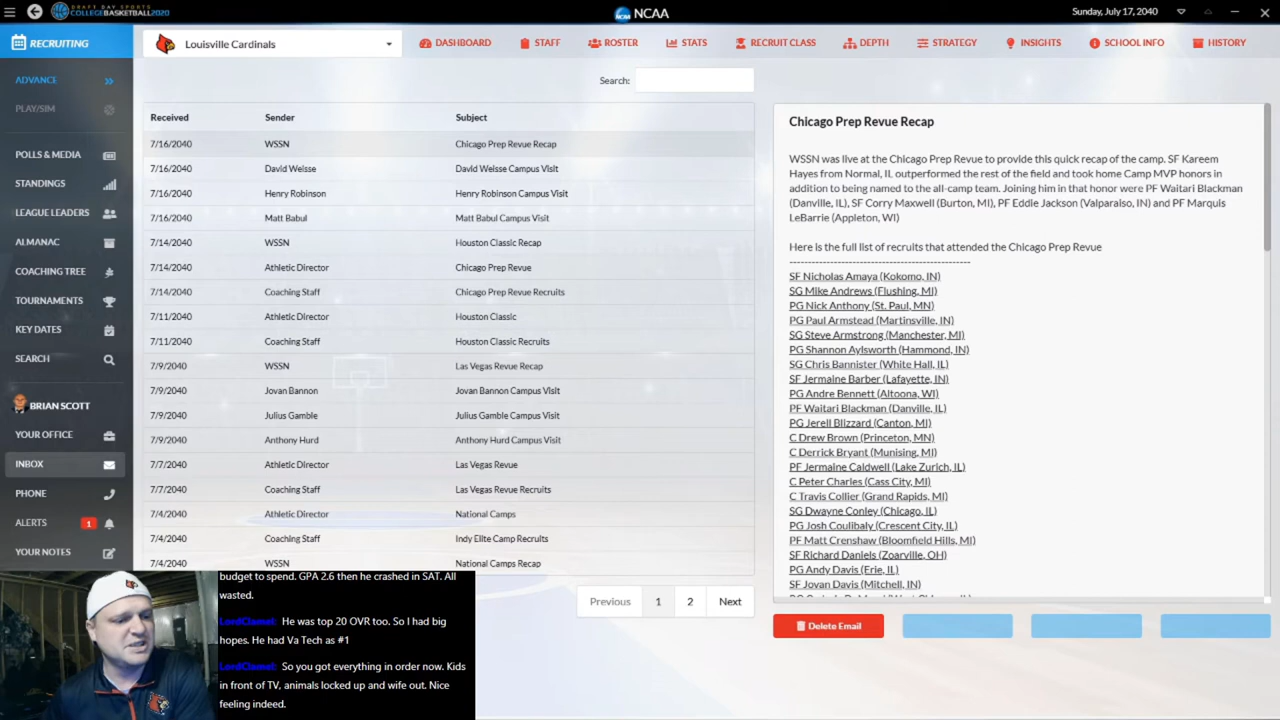 DRAFT DAY SPORTS
COLLEGE BASKETBALL 2020
NCAA
Sunday, July 17, 2040
RECRUITING
Louisville Cardinals
DASHBOARD
STAFF
ROSTER
STATS
RECRUIT CLASS
DEPTH
STRATEGY
INSIGHTS
SCHOOL INFO
HISTORY
ADVANCE
PLAY/SIM
POLLS & MEDIA
STANDINGS
LEAGUE LEADERS
ALMANAC
COACHING TREE
TOURNAMENTS
KEY DATES
SEARCH
BRIAN SCOTT
YOUR OFFICE
INBOX
PHONE
ALERTS 1
YOUR NOTES
Search:
Received Sender Subject
7/16/2040 WSSN Chicago Prep Revue Recap
7/16/2040 David Weisse David Weisse Campus Visit
7/16/2040 Henry Robinson Henry Robinson Campus Visit
7/16/2040 Matt Babul Matt Babul Campus Visit
7/14/2040 WSSN Houston Classic Recap
7/14/2040 Athletic Director Chicago Prep Revue
7/14/2040 Coaching Staff Chicago Prep Revue Recruits
7/11/2040 Athletic Director Houston Classic
7/11/2040 Coaching Staff Houston Classic Recruits
7/9/2040 WSSN Las Vegas Revue Recap
7/9/2040 Jovan Bannon Jovan Bannon Campus Visit
7/9/2040 Julius Gamble Julius Gamble Campus Visit
7/9/2040 Anthony Hurd Anthony Hurd Campus Visit
7/7/2040 Athletic Director Las Vegas Revue
7/7/2040 Coaching Staff Las Vegas Revue Recruits
7/4/2040 Athletic Director National Camps
7/4/2040 Coaching Staff Indy Elite Camp Recruits
7/4/2040 WSSN National Camps Recap
Previous 1 2 Next
Chicago Prep Revue Recap
WSSN was live at the Chicago Prep Revue to provide this quick recap of the camp. SF Kareem
Hayes from Normal, IL outperformed the rest of the field and took home Camp MVP honors in
addition to being named to the all-camp team. Joining him in that honor were PF Waitari Blackman
(Danville, IL), SF Corry Maxwell (Burton, MI), PF Eddie Jackson (Valparaiso, IN) and PF Marquis
LeBarrie (Appleton, WI)
Here is the full list of recruits that attended the Chicago Prep Revue
------------------------------------------------
SF Nicholas Amaya (Kokomo, IN)
SG Mike Andrews (Flushing, MI)
PG Nick Anthony (St. Paul, MN)
PG Paul Armstead (Martinsville, IN)
SG Steve Armstrong (Manchester, MI)
PG Shannon Aylsworth (Hammond, IN)
SG Chris Bannister (White Hall, IL)
SF Jermaine Barber (Lafayette, IN)
PG Andre Bennett (Altoona, WI)
PF Waitari Blackman (Danville, IL)
PG Jerell Blizzard (Canton, MI)
C Drew Brown (Princeton, MN)
C Derrick Bryant (Munising, MI)
PF Jermaine Caldwell (Lake Zurich, IL)
C Peter Charles (Cass City, MI)
C Travis Collier (Grand Rapids, MI)
SG Dwayne Conley (Chicago, IL)
PG Josh Coulibaly (Crescent City, IL)
PF Matt Crenshaw (Bloomfield Hills, MI)
SF Richard Daniels (Zoarville, OH)
PG Andy Davis (Erie, IL)
SF Jovan Davis (Mitchell, IN)
Delete Email
budget to spend. GPA 2.6 then he crashed in SAT. All
wasted.
LordClamel: He was top 20 OVR too. So I had big
hopes. He had Va Tech as #1
LordClamel: So you got everything in order now. Kids
in front of TV, animals locked up and wife out. Nice
feeling indeed.